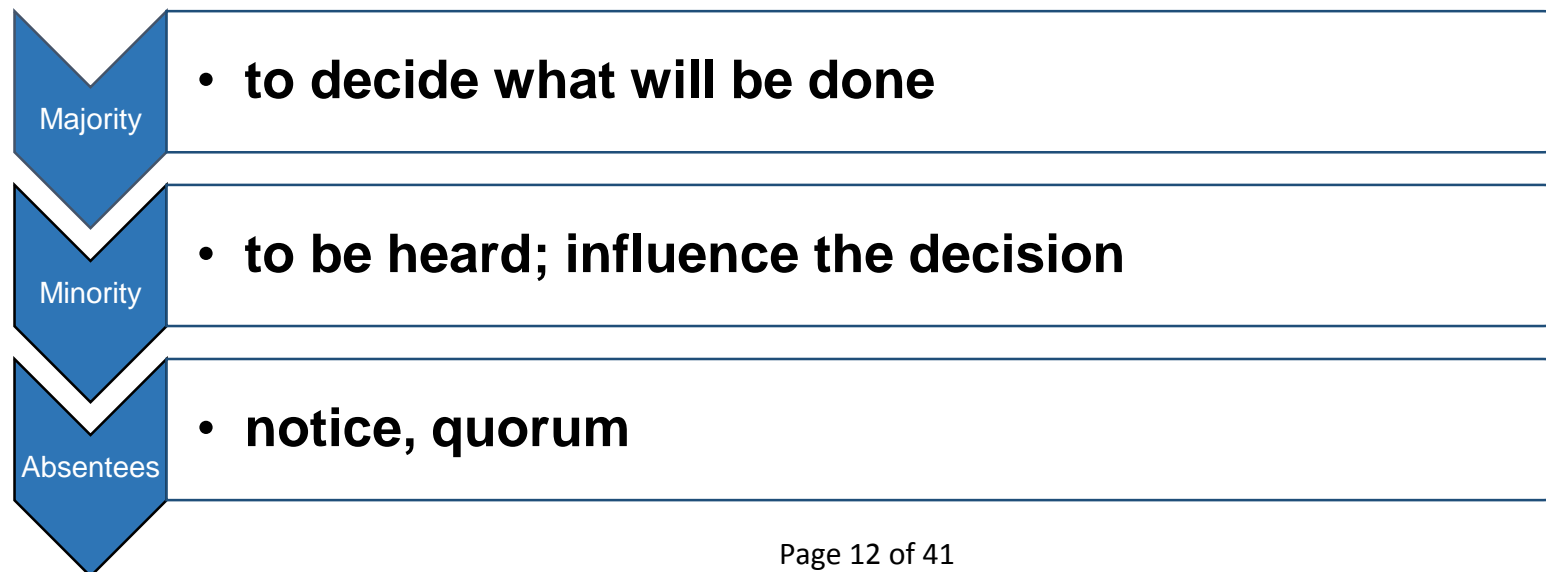 Majority
• to decide what will be done
Minority
• to be heard; influence the decision
Absentees
• notice, quorum
Page 12 of 41